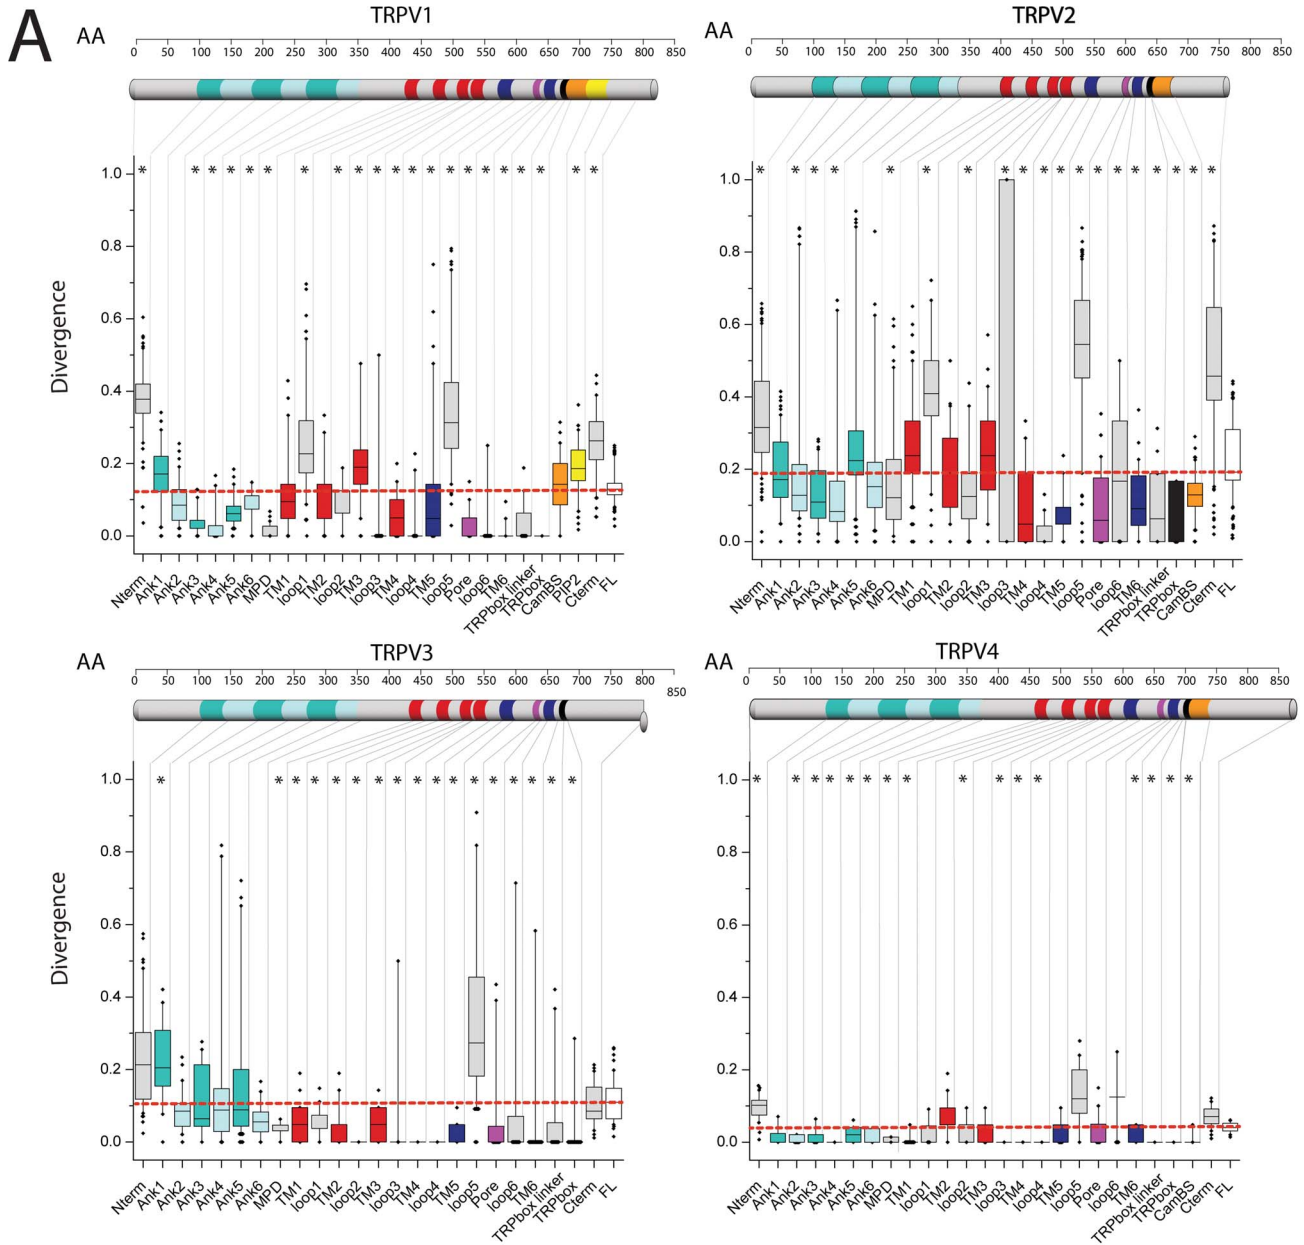 A
TRPV1
AA
0 50 100 150 200 250 300 350 400 450 500 550 600 650 700 750 800 850
* * * * * * * * * * * * * * * * * * *
Divergence
1.0
0.8
0.6
0.4
0.2
0.0
Nterm Ank1 Ank2 Ank3 Ank4 Ank5 Ank6 MPD TM1 loop1 TM2 loop2 TM3 loop3 TM4 loop4 TM5 loop5 Pore loop6 TM6 TRPbox linker TRPbox CamBS PIP2 Cterm FL
TRPV2
AA
0 50 100 150 200 250 300 350 400 450 500 550 600 650 700 750 800 850
* * * * * * * * * * * * * * * * * *
1.0
0.8
0.6
0.4
0.2
0.0
Nterm Ank1 Ank2 Ank3 Ank4 Ank5 Ank6 MPD TM1 loop1 TM2 loop2 TM3 loop3 TM4 loop4 TM5 loop5 Pore loop6 TM6 TRPbox linker TRPbox CamBS Cterm FL
TRPV3
AA
0 50 100 150 200 250 300 350 400 450 500 550 600 650 700 750 800
850
* * * * * * * * * * * * * * * * *
Divergence
1.0
0.8
0.6
0.4
0.2
0.0
Nterm Ank1 Ank2 Ank3 Ank4 Ank5 Ank6 MPD TM1 loop1 TM2 loop2 TM3 loop3 TM4 loop4 TM5 loop5 Pore loop6 TM6 TRPbox linker TRPbox Cterm FL
TRPV4
AA
0 50 100 150 200 250 300 350 400 450 500 550 600 650 700 750 800 850
* * * * * * * * * * * * * * * *
1.0
0.8
0.6
0.4
0.2
0.0
Nterm Ank1 Ank2 Ank3 Ank4 Ank5 Ank6 MPD TM1 loop1 TM2 loop2 TM3 loop3 TM4 loop4 TM5 loop5 Pore loop6 TM6 TRPbox linker TRPbox CamBS Cterm FL